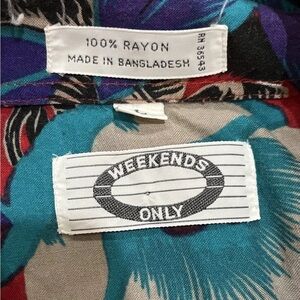 100% RAYON
MADE IN BANGLADESH
RN 36543
WEEKENDS
ONLY